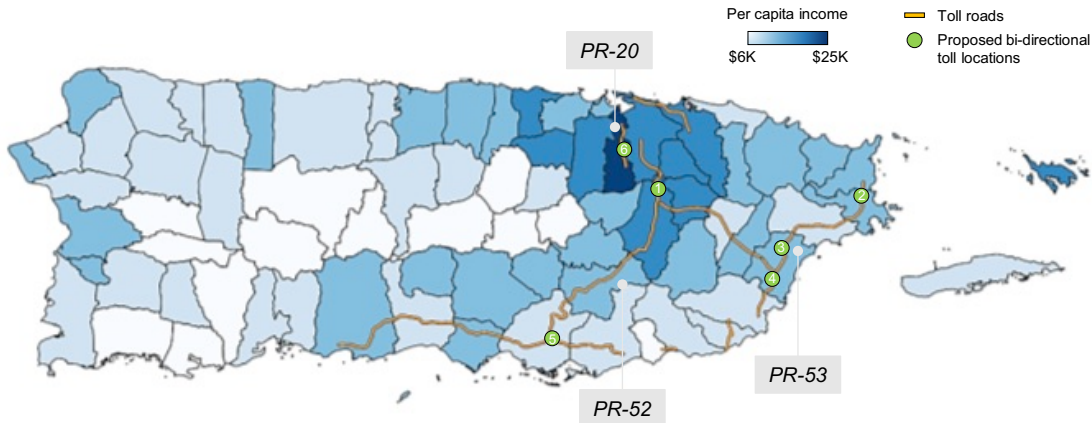 Per capita income
$6K
$25K
Toll roads
Proposed bi-directional
toll locations
PR-20
6
1
2
3
4
5
PR-53
PR-52